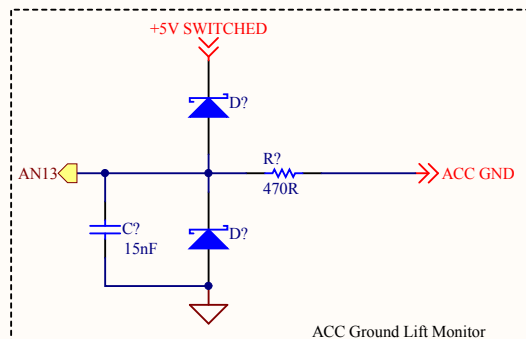 +5V SWITCHED
D?
AN13
R?
470R
ACC GND
C?
15nF
D?
ACC Ground Lift Monitor